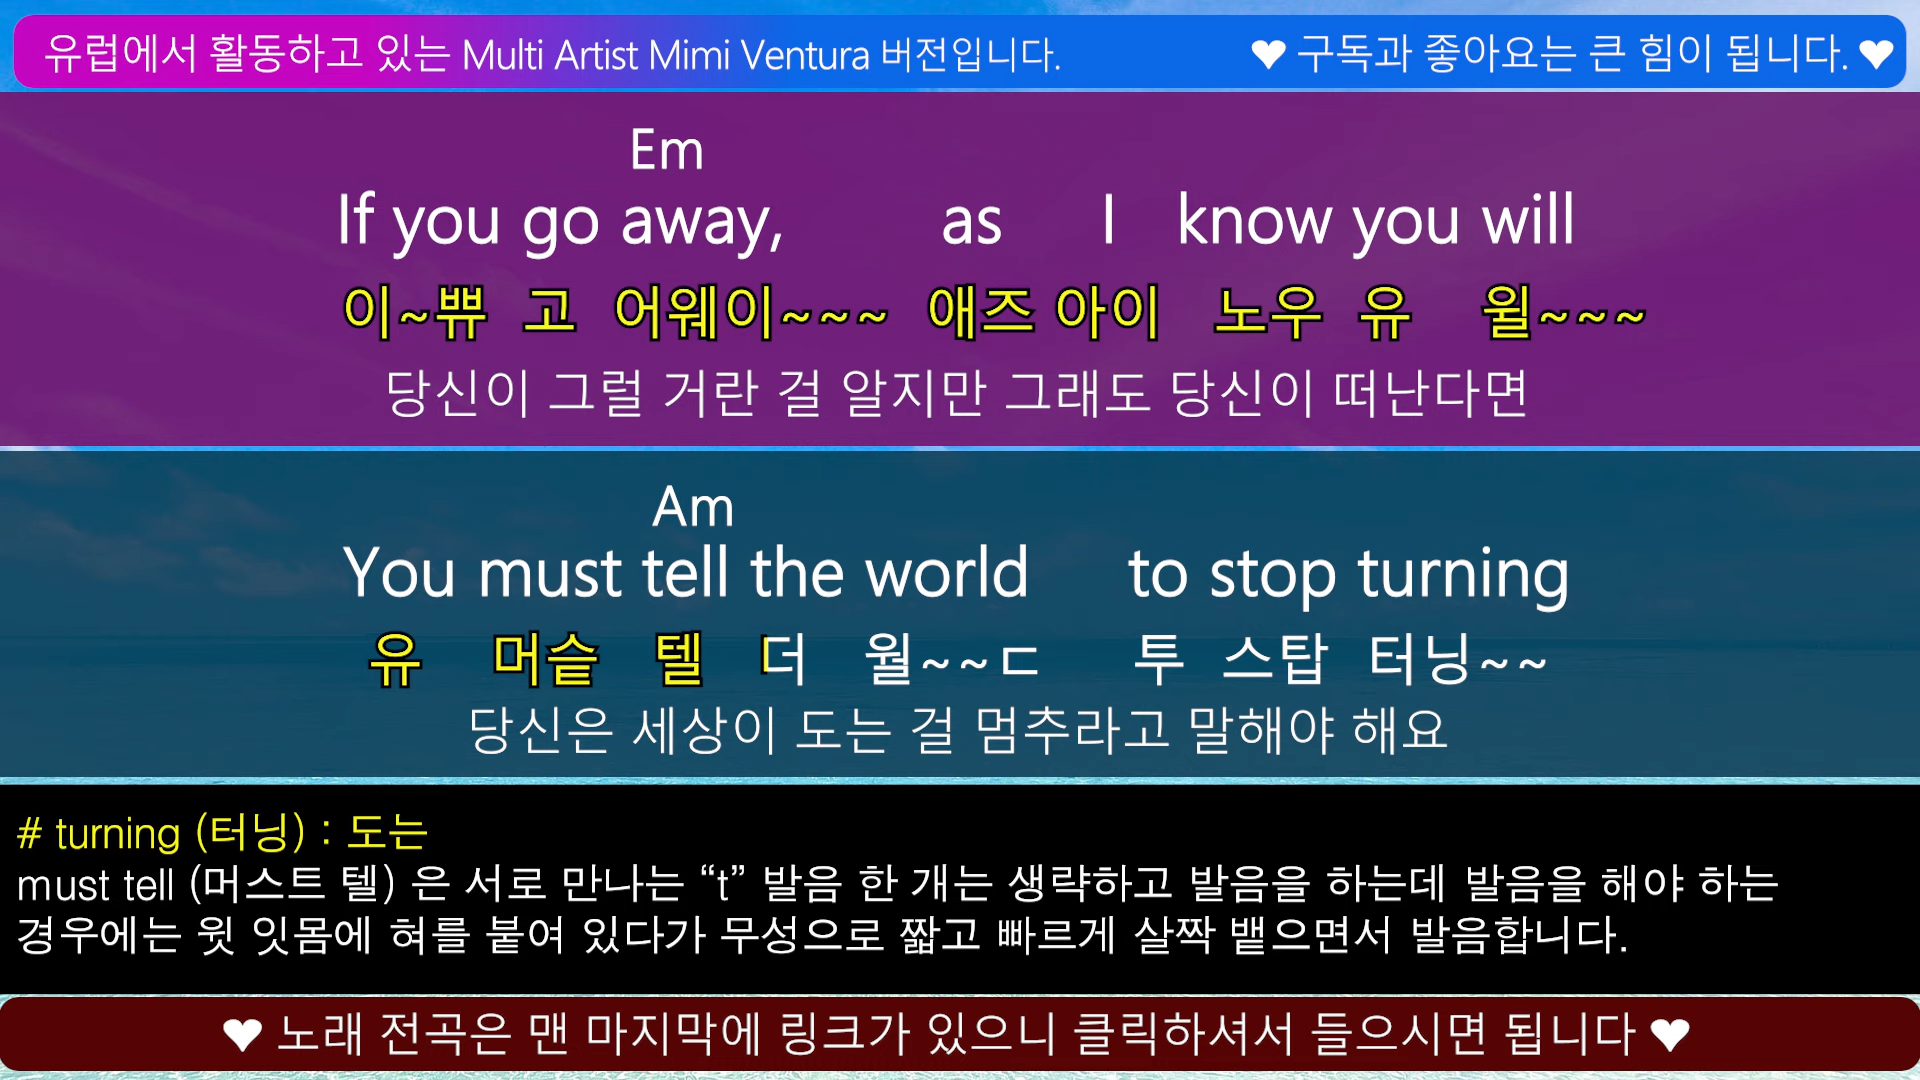 유럽에서 활동하고 있는 Multi Artist Mimi Ventura 버전입니다.
♥ 구독과 좋아요는 큰 힘이 됩니다. ♥
Em
If you go away, as I know you will
이~쀼 고 어웨이~~~ 애즈 아이 노우 유 윌~~~
당신이 그럴 거란 걸 알지만 그래도 당신이 떠난다면
Am
You must tell the world to stop turning
유 머슽 텔 더 월~~ㄷ 투 스탑 터닝~~
당신은 세상이 도는 걸 멈추라고 말해야 해요
# turning (터닝) : 도는
must tell (머스트 텔) 은 서로 만나는 “t” 발음 한 개는 생략하고 발음을 하는데 발음을 해야 하는
경우에는 윗 잇몸에 혀를 붙여 있다가 무성으로 짧고 빠르게 살짝 뱉으면서 발음합니다.
♥ 노래 전곡은 맨 마지막에 링크가 있으니 클릭하셔서 들으시면 됩니다 ♥